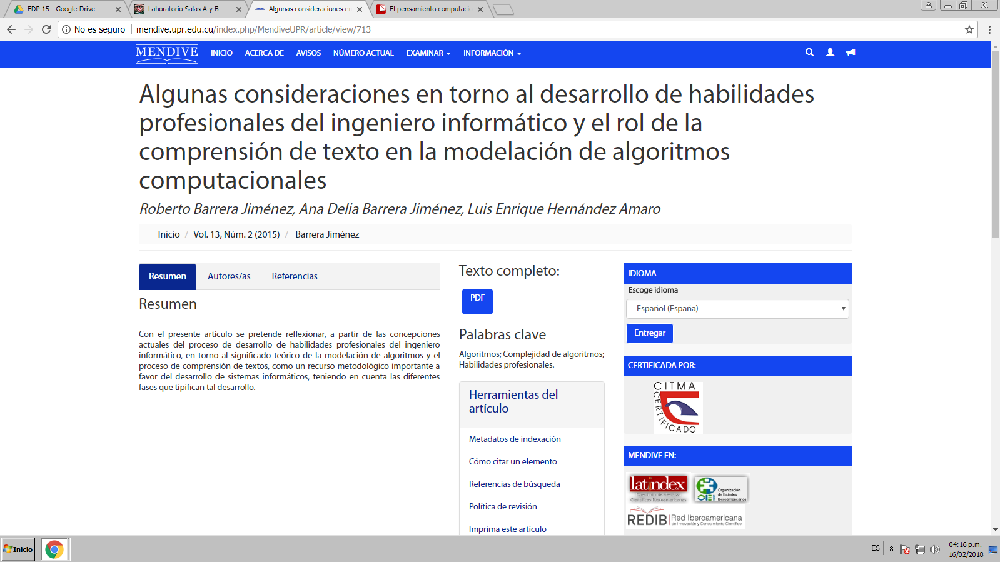 FDP 15 - Google Drive
Laboratorio Salas A y B
Algunas consideraciones en
El pensamiento computacio
No es seguro
mendive.upr.edu.cu/index.php/MendiveUPR/article/view/713
MENDIVE
INICIO
ACERCA DE
AVISOS
NÚMERO ACTUAL
EXAMINAR
INFORMACIÓN
Algunas consideraciones en torno al desarrollo de habilidades
profesionales del ingeniero informático y el rol de la
comprensión de texto en la modelación de algoritmos
computacionales
Roberto Barrera Jiménez, Ana Delia Barrera Jiménez, Luis Enrique Hernández Amaro
Inicio / Vol. 13, Núm. 2 (2015) / Barrera Jiménez
Resumen
Autores/as
Referencias
Resumen
Con el presente artículo se pretende reflexionar, a partir de las concepciones
actuales del proceso de desarrollo de habilidades profesionales del ingeniero
informático, en torno al significado teórico de la modelación de algoritmos y el
proceso de comprensión de textos, como un recurso metodológico importante a
favor del desarrollo de sistemas informáticos, teniendo en cuenta las diferentes
fases que tipifican tal desarrollo.
Texto completo:
PDF
Palabras clave
Algoritmos; Complejidad de algoritmos;
Habilidades profesionales.
Herramientas del
artículo
Metadatos de indexación
Cómo citar un elemento
Referencias de búsqueda
Política de revisión
Imprima este artículo
IDIOMA
Escoge idioma
Español (España)
Entregar
CERTIFICADA POR:
CITMA
CERTIFICADO
MENDIVE EN:
latindex
Directorio de Revistas
Científicas Iberoamericanas
OEI
Organización
de Estados
Iberoamericanos
REDIB
Red Iberoamericana
de Innovación y Conocimiento Científico
Inicio
ES
04:16 p.m.
16/02/2018